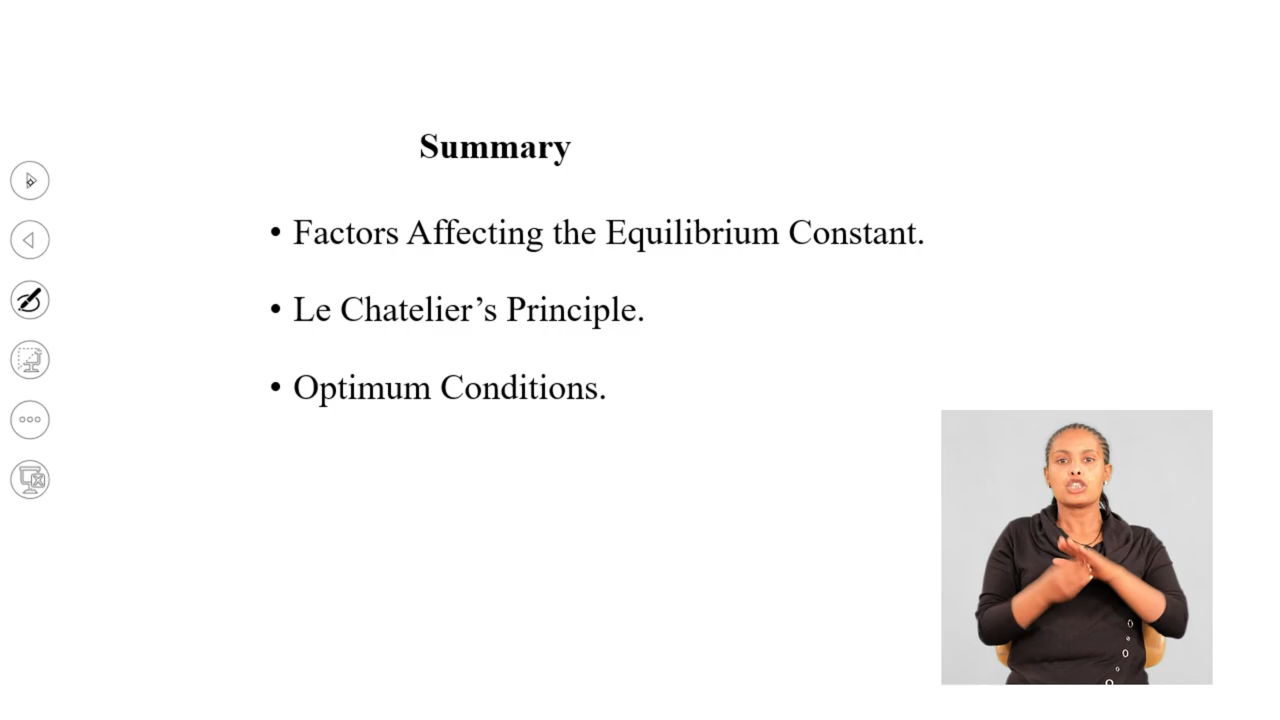 Summary
• Factors Affecting the Equilibrium Constant.
• Le Chatelier’s Principle.
• Optimum Conditions.